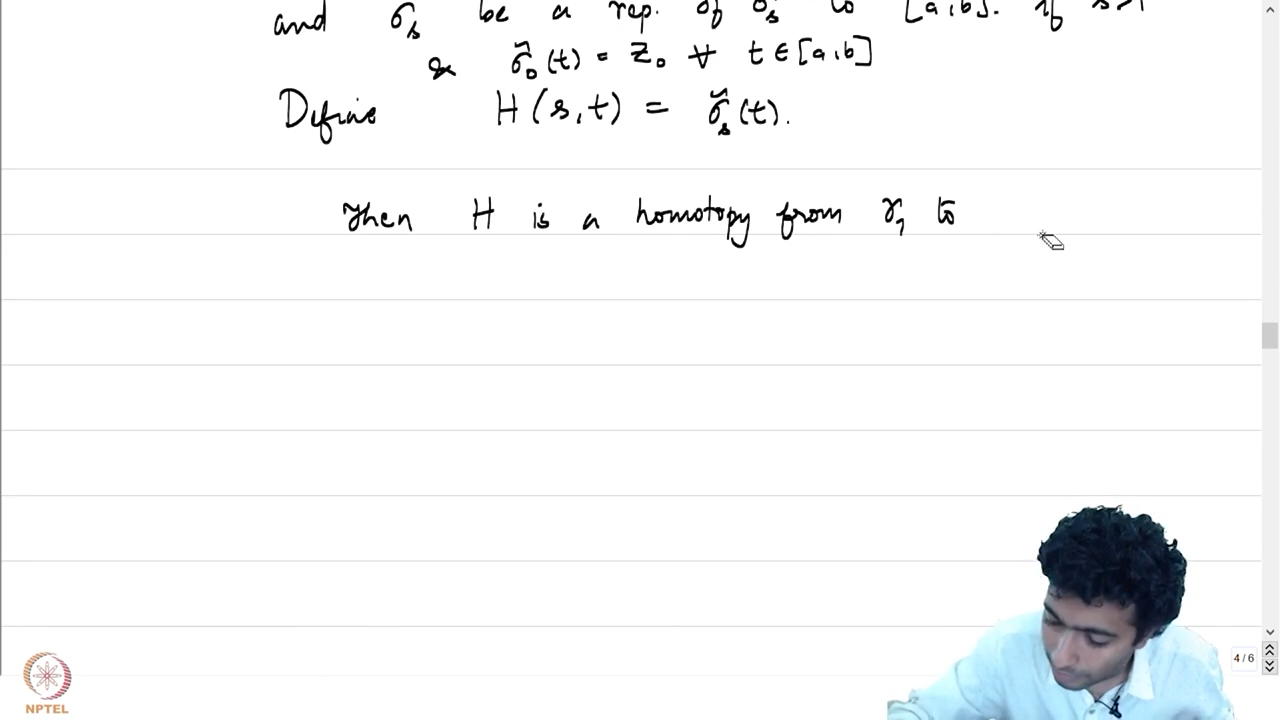 and σ̃ₛ be a rep. of σₛ to [a,b]. if s>
& σ̃₀(t) = z₀ ∀ t ∈ [a,b]
Define H(s,t) = σ̃ₛ(t).
Then H is a homotopy from γ₁ to
4 / 6
NPTEL